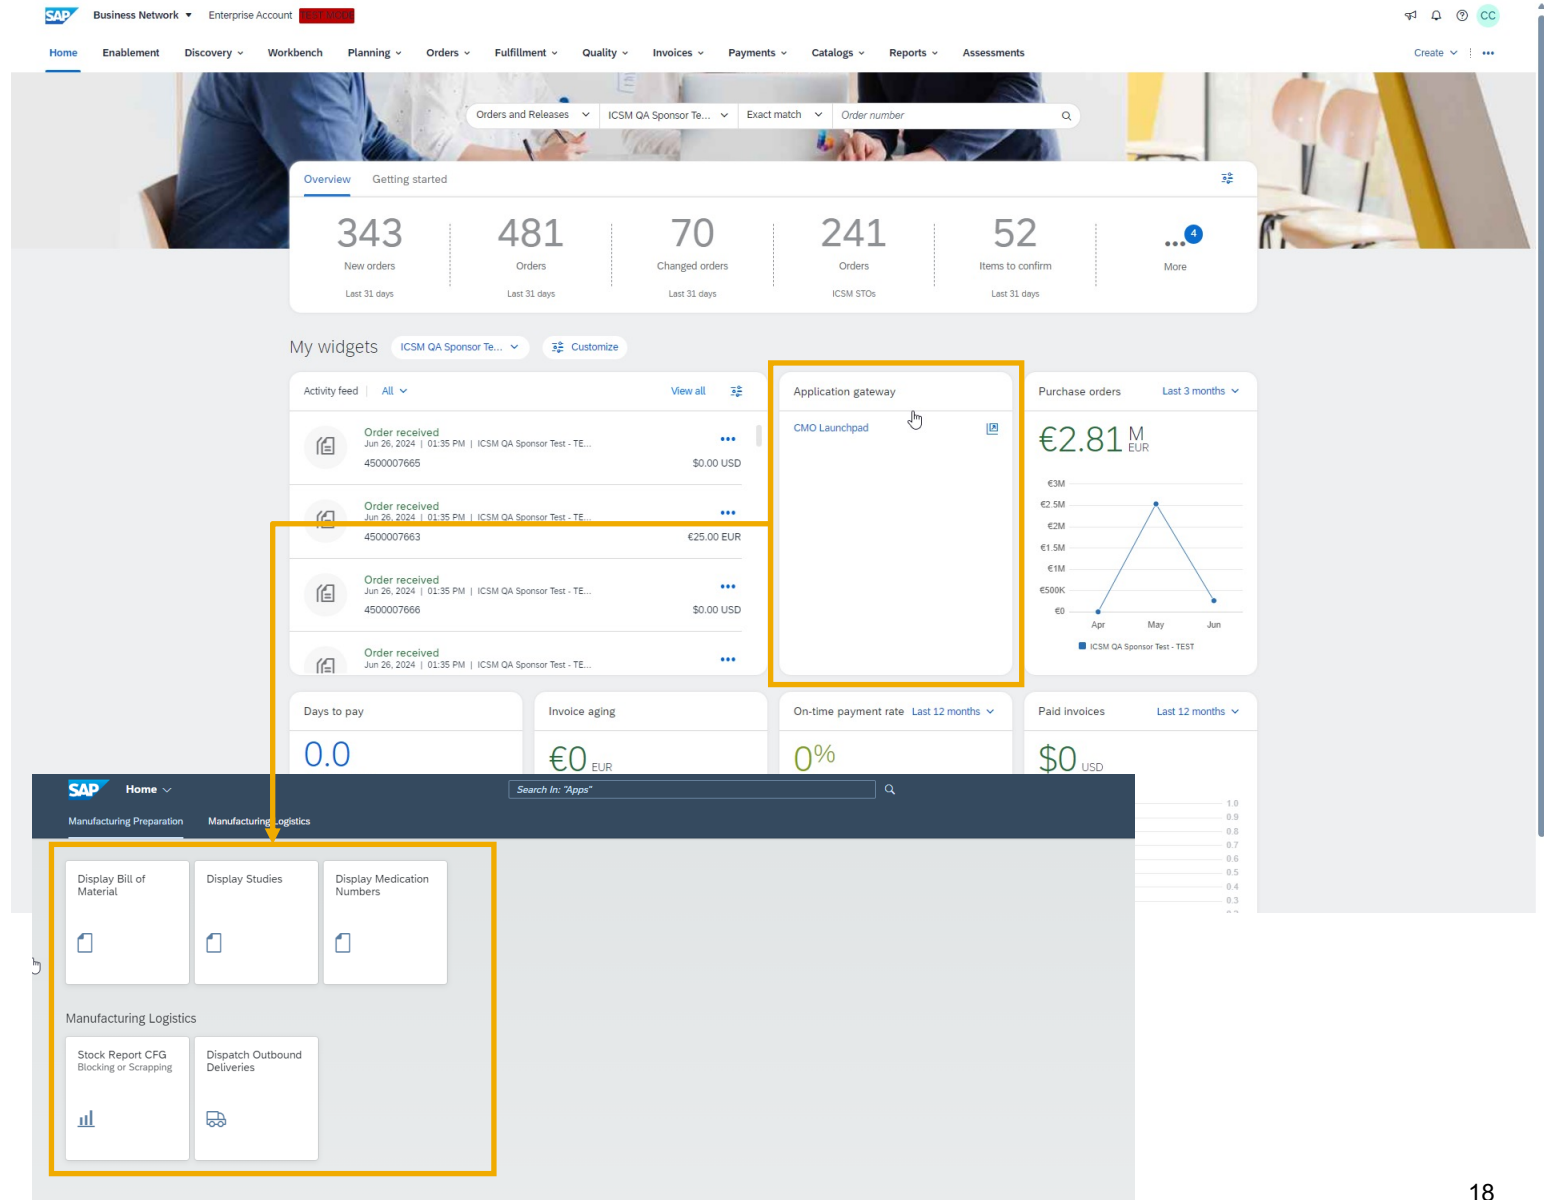 SAP Business Network Enterprise Account TEST MODE CC
Home Enablement Discovery Workbench Planning Orders Fulfillment Quality Invoices Payments Catalogs Reports Assessments Create
Orders and Releases ICSM QA Sponsor Te... Exact match Order number
Overview Getting started
343 481 70 241 52 ... 4
New orders Orders Changed orders Orders Items to confirm More
Last 31 days Last 31 days Last 31 days ICSM STOs Last 31 days
My widgets ICSM QA Sponsor Te... Customize
Activity feed All View all
Order received
Jun 26, 2024 | 01:35 PM | ICSM QA Sponsor Test - TE...
4500007665 $0.00 USD
Order received
Jun 26, 2024 | 01:35 PM | ICSM QA Sponsor Test - TE...
4500007663 €25.00 EUR
Order received
Jun 26, 2024 | 01:35 PM | ICSM QA Sponsor Test - TE...
4500007666 $0.00 USD
Order received
Jun 26, 2024 | 01:35 PM | ICSM QA Sponsor Test - TE...
Application gateway
CMO Launchpad
Purchase orders Last 3 months
€2.81 M EUR
€3M
€2.5M
€2M
€1.5M
€1M
€500K
€0
Apr May Jun
ICSM QA Sponsor Test - TEST
Days to pay
0.0
Invoice aging
€0 EUR
On-time payment rate Last 12 months
0%
Paid invoices Last 12 months
$0 USD
1.0
0.9
0.8
0.7
0.6
0.5
0.4
0.3
SAP Home Search In: "Apps"
Manufacturing Preparation Manufacturing Logistics
Display Bill of
Material
Display Studies
Display Medication
Numbers
Manufacturing Logistics
Stock Report CFG
Blocking or Scrapping
Dispatch Outbound
Deliveries
18